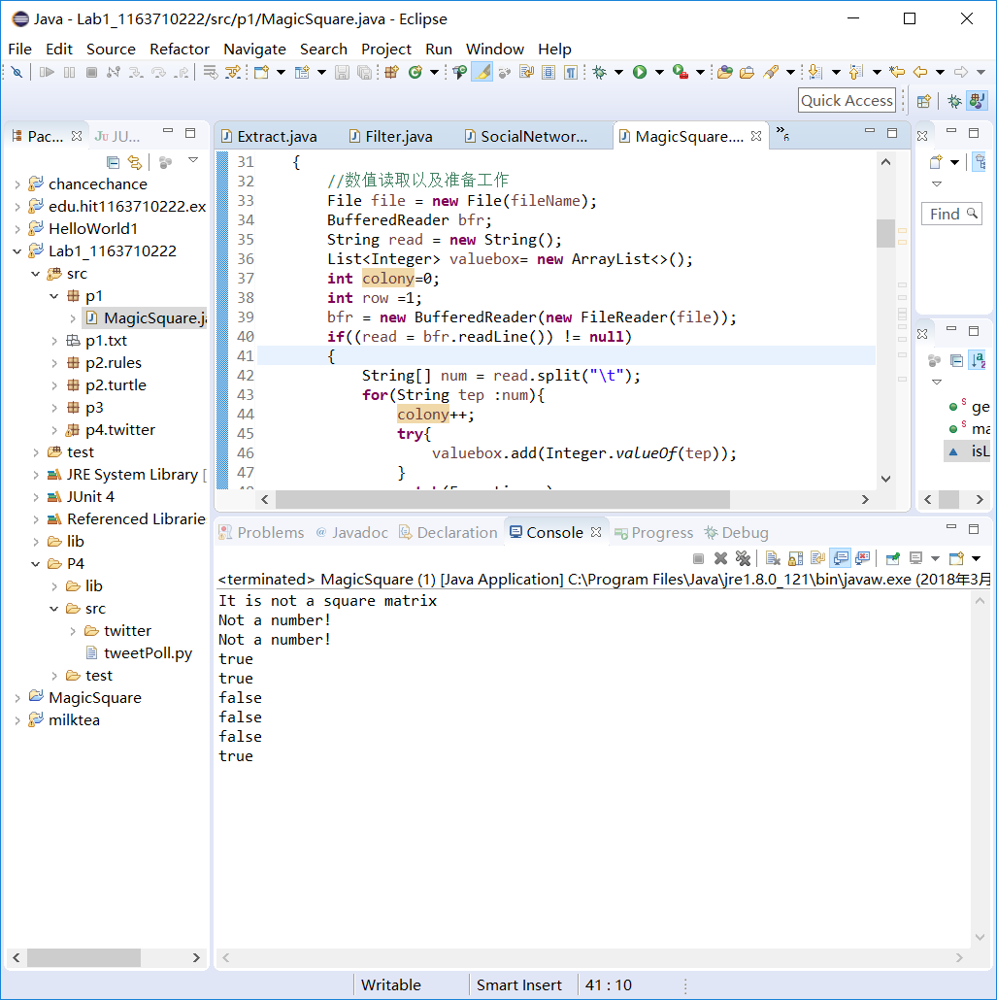 Java - Lab1_1163710222/src/p1/MagicSquare.java - Eclipse
File Edit Source Refactor Navigate Search Project Run Window Help
Quick Access
Pac... JU...
chancechance
edu.hit1163710222.ex
HelloWorld1
Lab1_1163710222
src
p1
MagicSquare.ja
p1.txt
p2.rules
p2.turtle
p3
p4.twitter
test
JRE System Library [
JUnit 4
Referenced Librarie
lib
P4
lib
src
twitter
tweetPoll.py
test
MagicSquare
milktea
Extract.java Filter.java SocialNetwor... MagicSquare.... »6
31 {
32 //数值读取以及准备工作
33 File file = new File(fileName);
34 BufferedReader bfr;
35 String read = new String();
36 List<Integer> valuebox= new ArrayList<>();
37 int colony=0;
38 int row =1;
39 bfr = new BufferedReader(new FileReader(file));
40 if((read = bfr.readLine()) != null)
41 {
42 String[] num = read.split("\t");
43 for(String tep :num){
44 colony++;
45 try{
46 valuebox.add(Integer.valueOf(tep));
47 }
Find
ge
ma
isL
Problems @ Javadoc Declaration Console Progress Debug
<terminated> MagicSquare (1) [Java Application] C:\Program Files\Java\jre1.8.0_121\bin\javaw.exe (2018年3月
It is not a square matrix
Not a number!
Not a number!
true
true
false
false
false
true
Writable Smart Insert 41 : 10